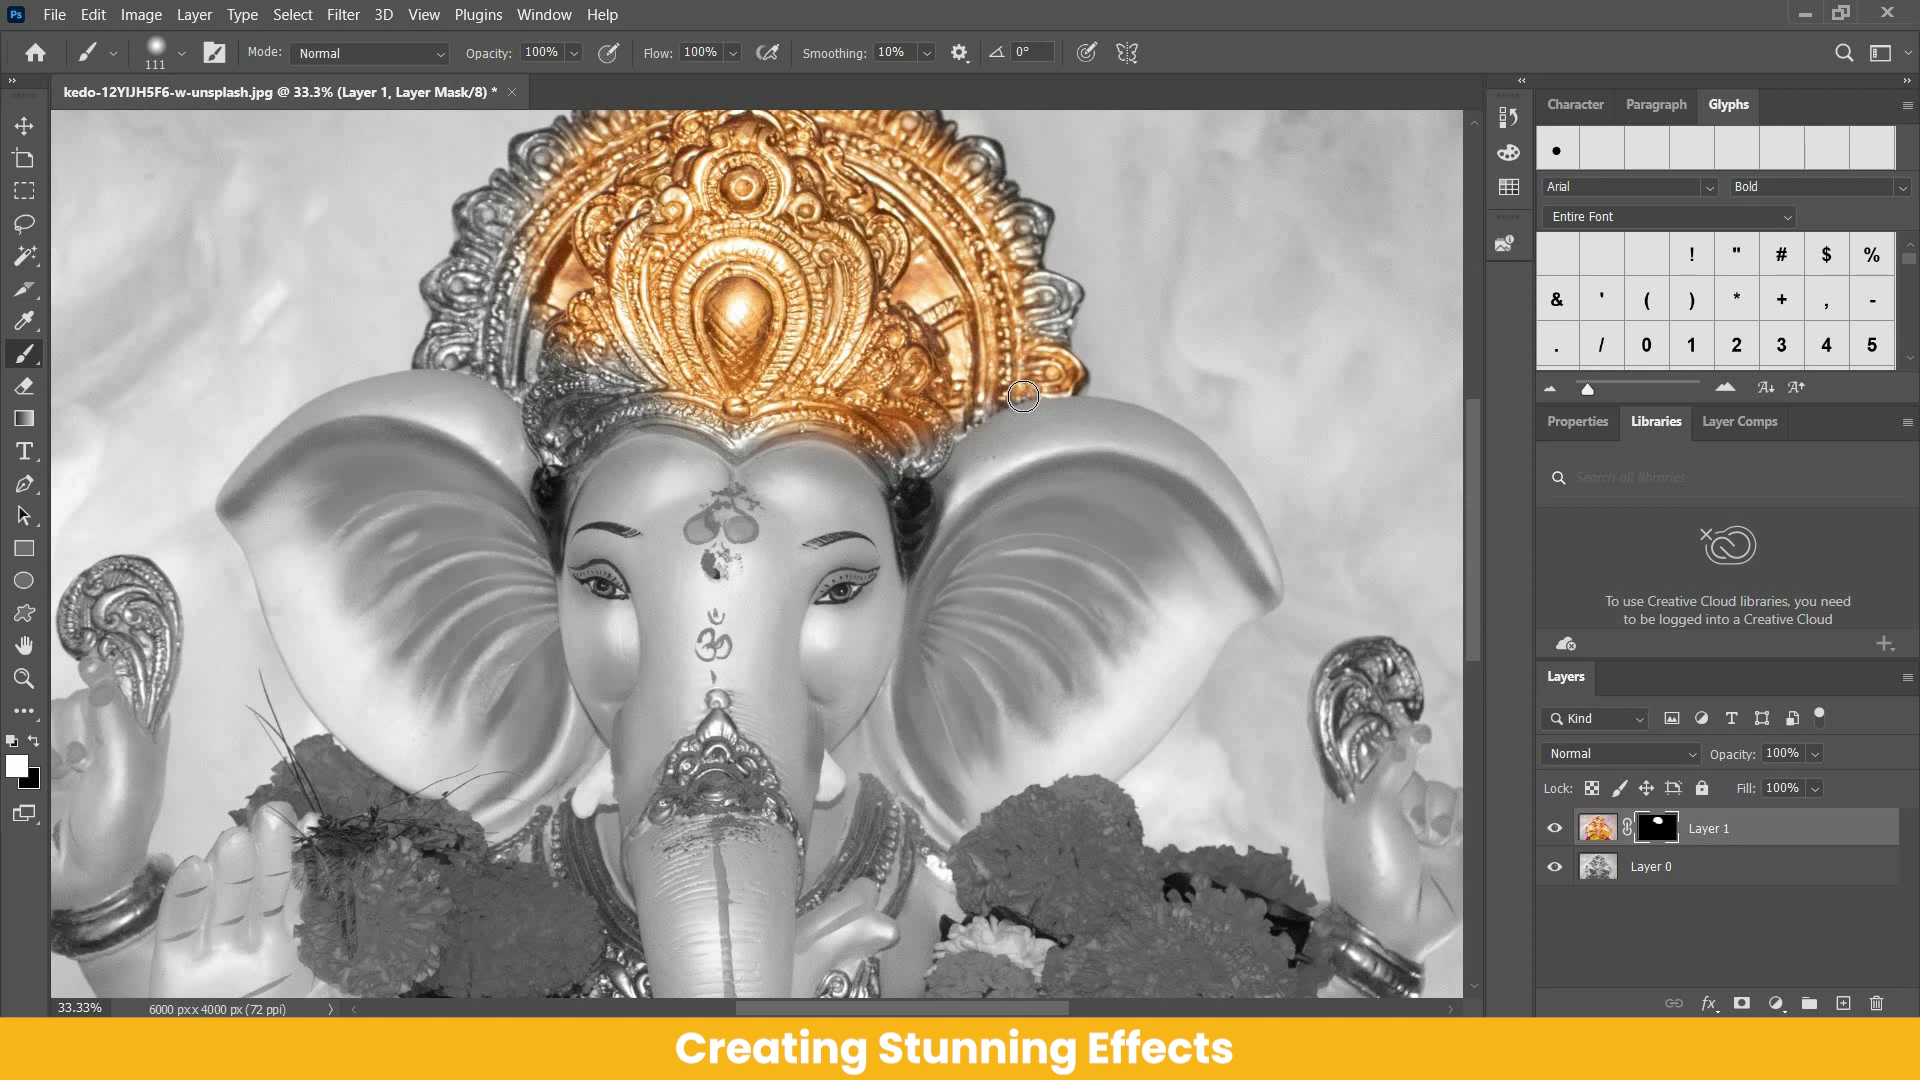 Ps File Edit Image Layer Type Select Filter 3D View Plugins Window Help
111 Mode: Normal Opacity: 100% Flow: 100% Smoothing: 10% 0°
kedo-12YIJH5F6-w-unsplash.jpg @ 33.3% (Layer 1, Layer Mask/8) *
Character Paragraph Glyphs
Arial Bold
Entire Font
! " # $ %
& ' ( ) * + , -
. / 0 1 2 3 4 5
Properties Libraries Layer Comps
Search all libraries
To use Creative Cloud libraries, you need
to be logged into a Creative Cloud
Layers
Kind
Normal Opacity: 100%
Lock: Fill: 100%
Layer 1
Layer 0
ॐ
33.33% 6000 px x 4000 px (72 ppi)
Creating Stunning Effects